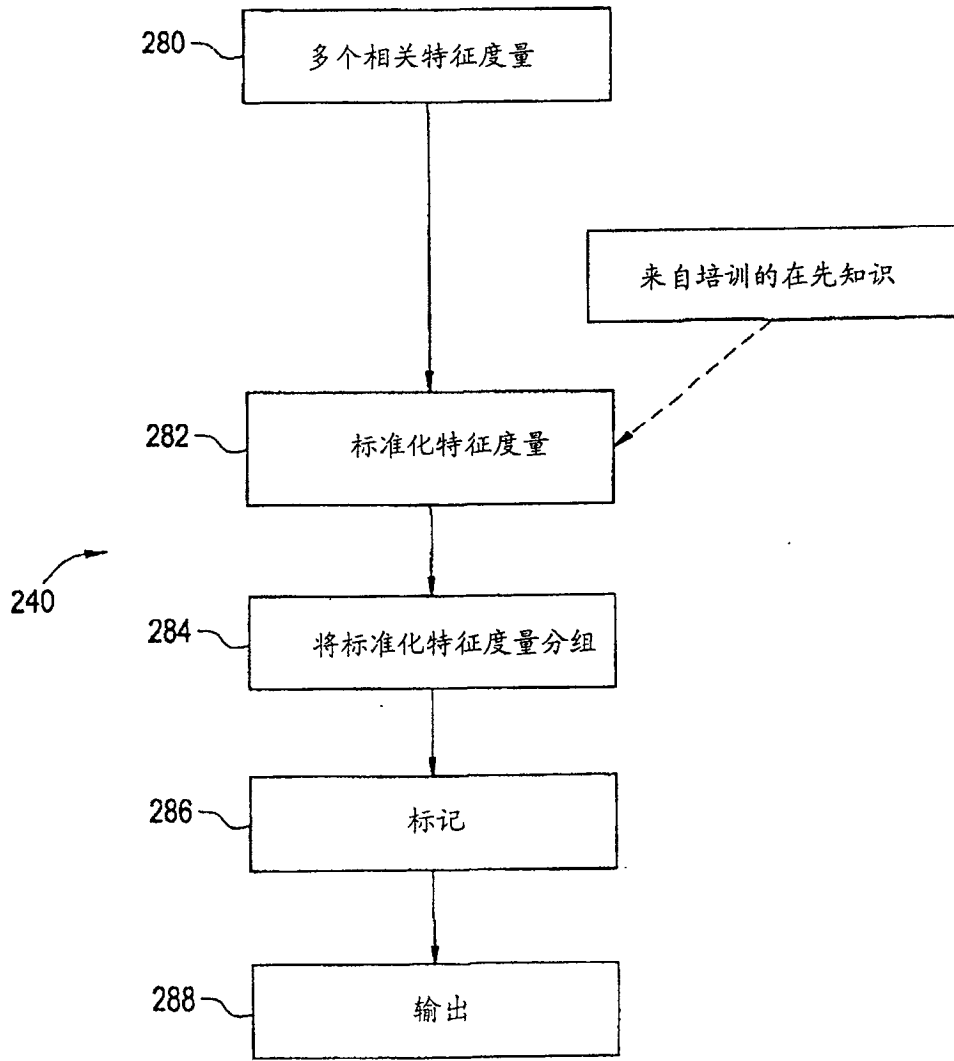 280
多个相关特征度量
来自培训的在先知识
282
标准化特征度量
240
284
将标准化特征度量分组
286
标记
288
输出